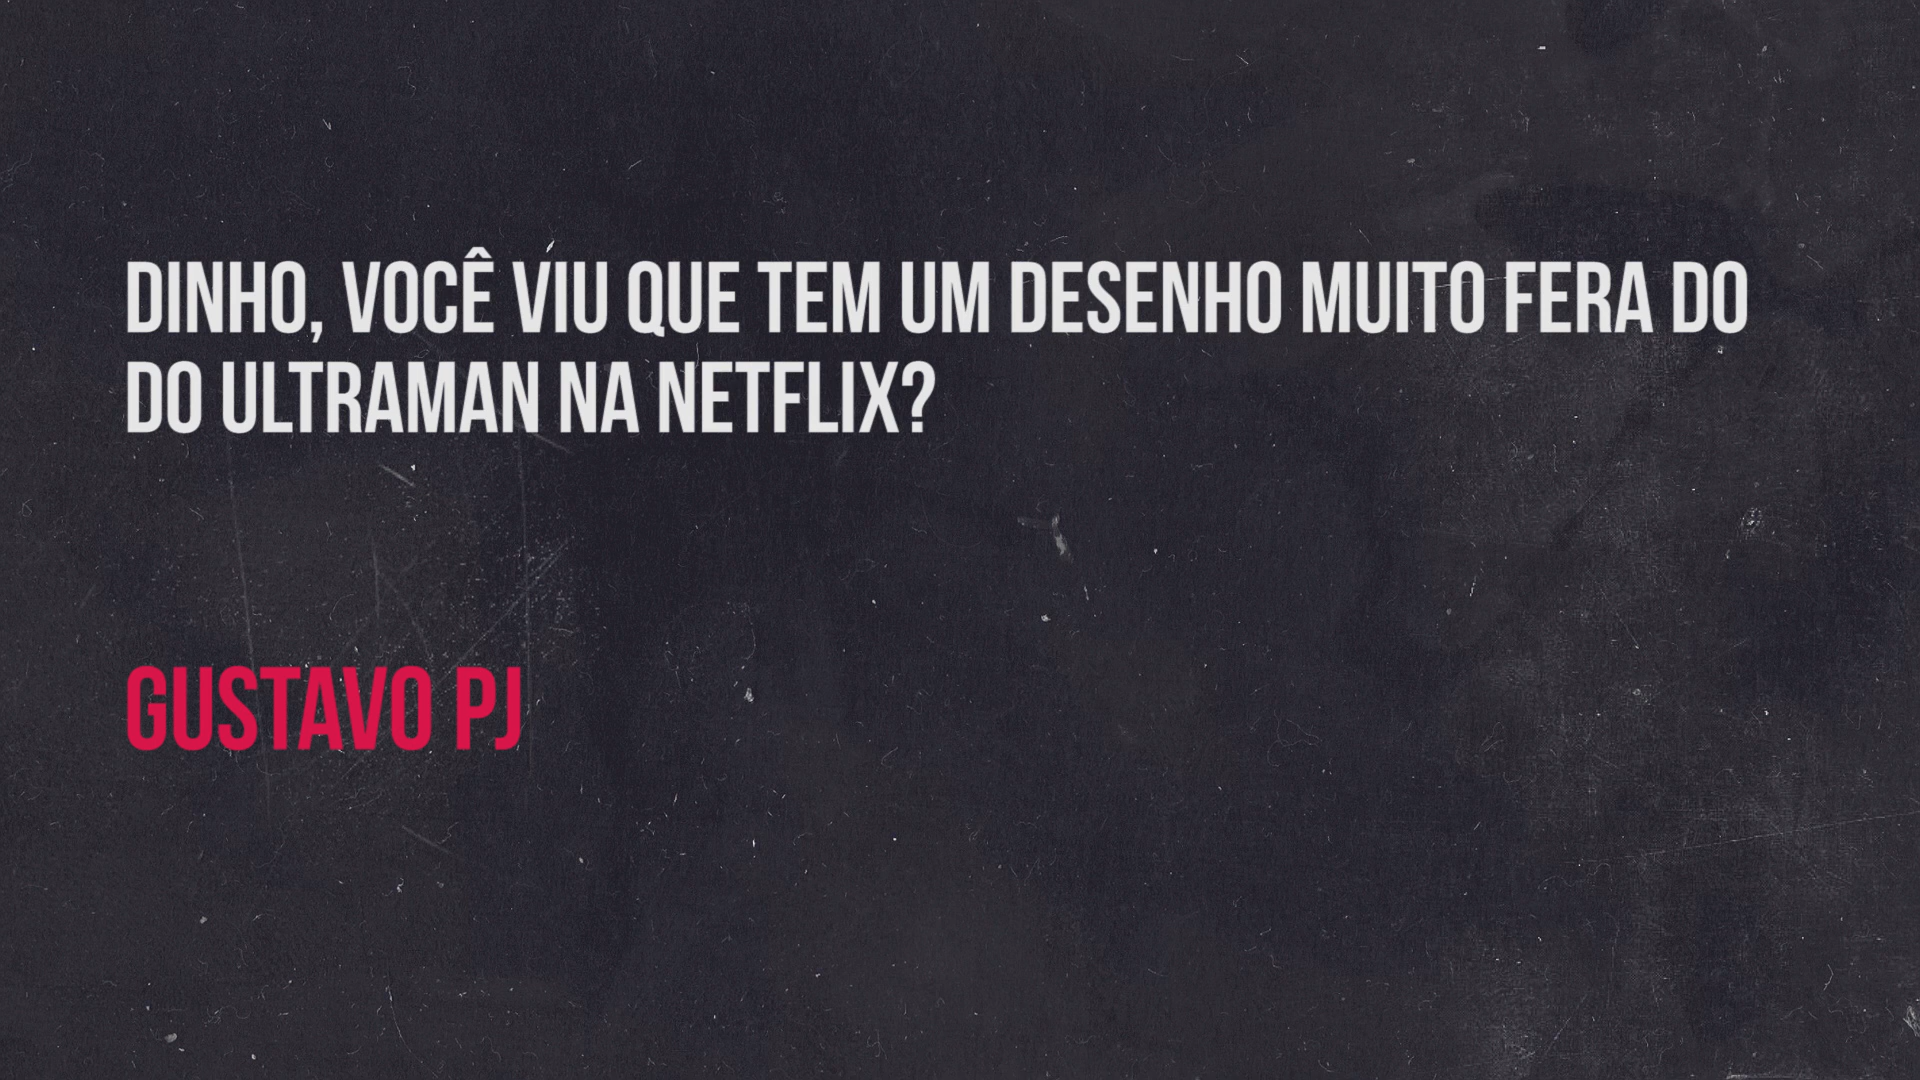 DINHO, VOCÊ VIU QUE TEM UM DESENHO MUITO FERA DO
DO ULTRAMAN NA NETFLIX?
GUSTAVO PJ